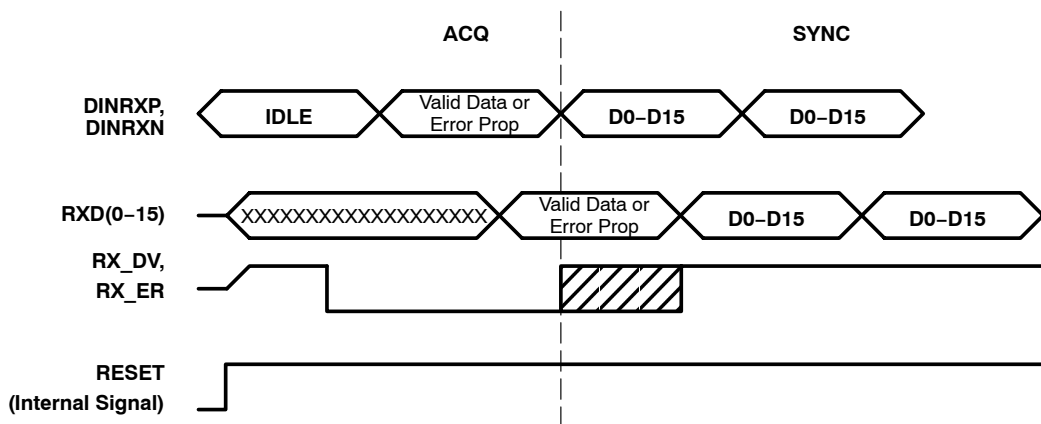 ACQ
SYNC
DINRXP,
DINRXN
IDLE
Valid Data or
Error Prop
D0−D15
D0−D15
RXD(0−15)
XXXXXXXXXXXXXXXXXXX
Valid Data or
Error Prop
D0−D15
D0−D15
RX_DV,
RX_ER
RESET
(Internal Signal)